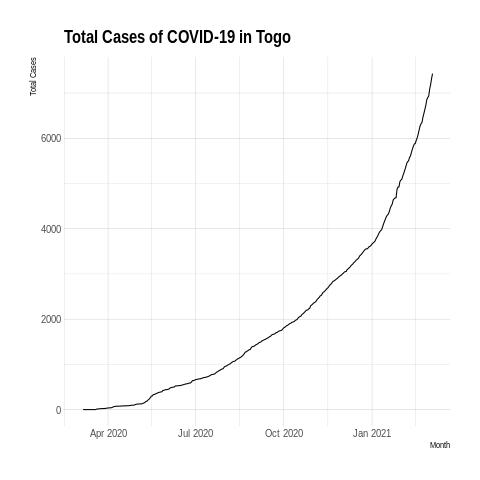 Total Cases of COVID-19 in Togo
Total Cases
6000
4000
2000
0
Apr 2020 Jul 2020 Oct 2020 Jan 2021
Month